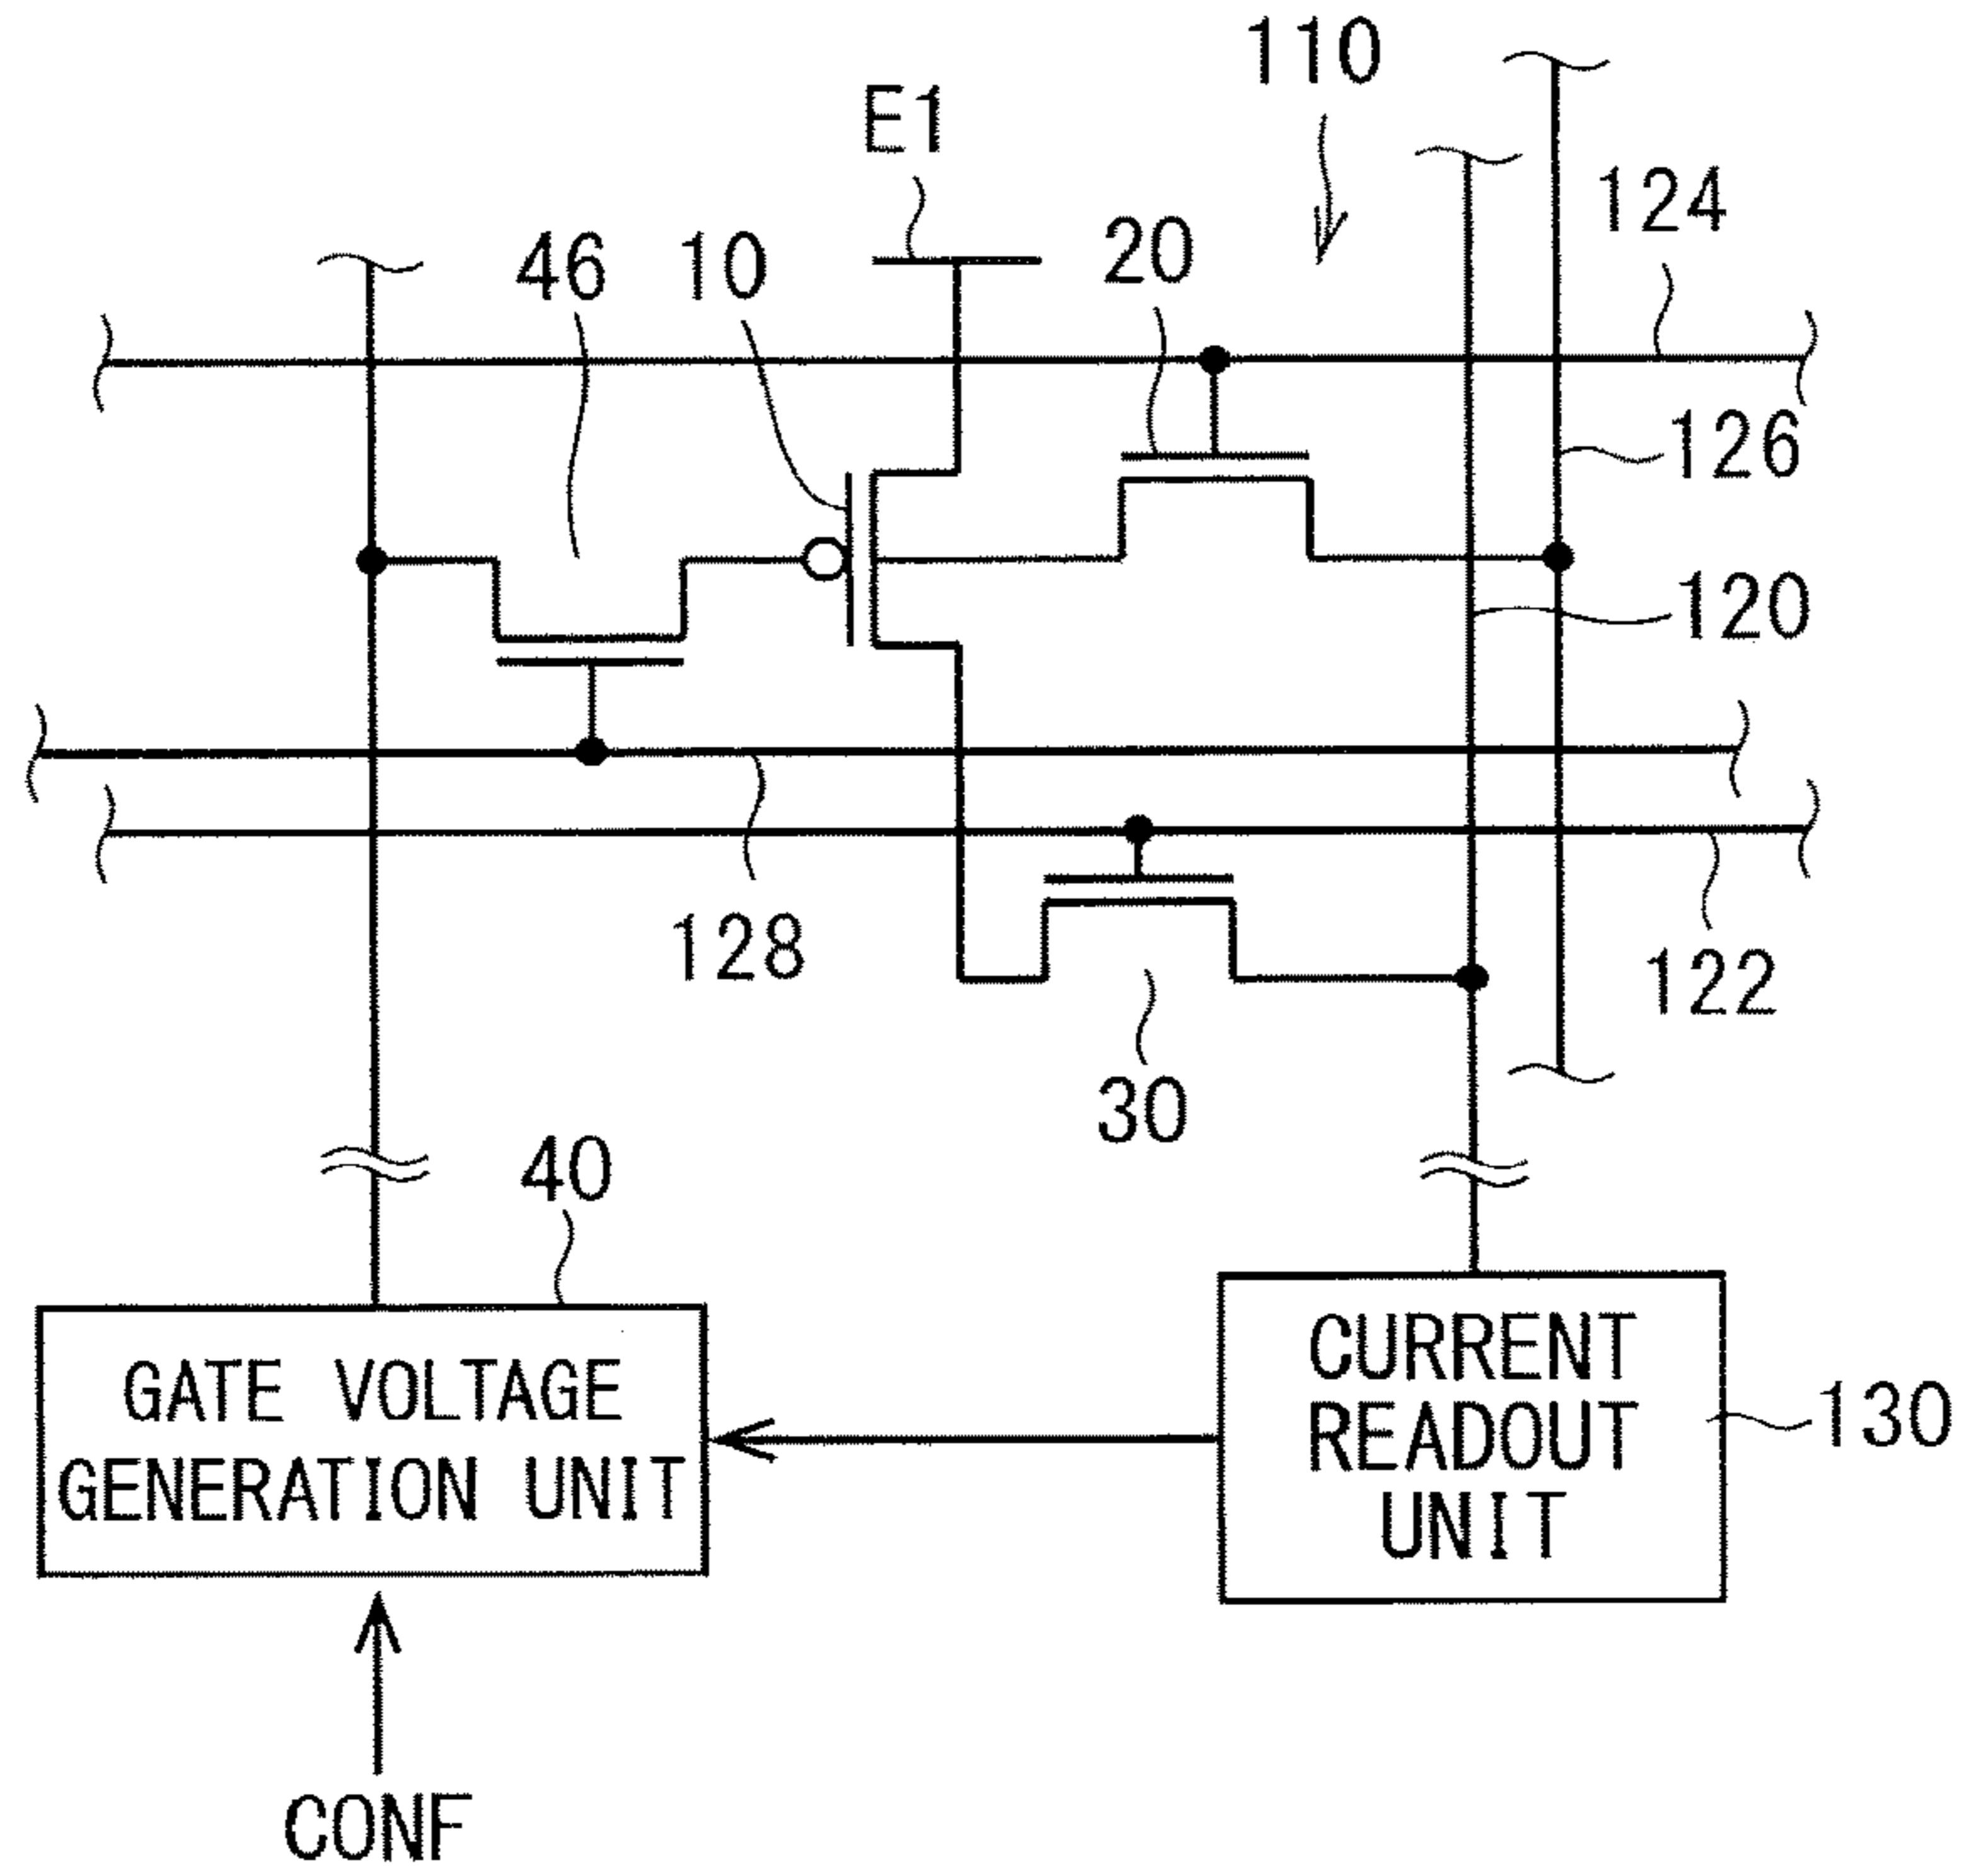 110
E1
124
46
10
20
126
120
128
122
30
40
GATE VOLTAGE
GENERATION UNIT
CURRENT
READOUT
UNIT
130
CONF